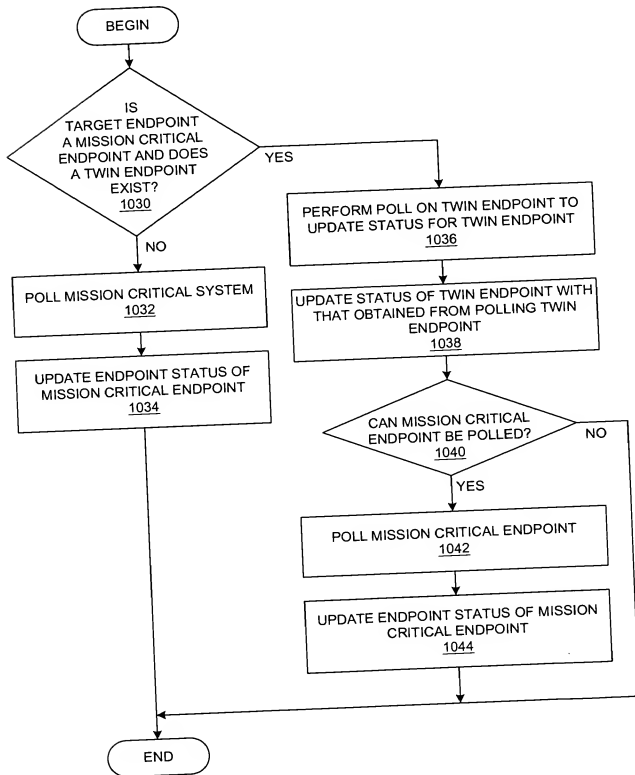 BEGIN
IS
TARGET ENDPOINT
A MISSION CRITICAL
ENDPOINT AND DOES
A TWIN ENDPOINT
EXIST?
1030
YES
NO
POLL MISSION CRITICAL SYSTEM
1032
UPDATE ENDPOINT STATUS OF
MISSION CRITICAL ENDPOINT
1034
PERFORM POLL ON TWIN ENDPOINT TO
UPDATE STATUS FOR TWIN ENDPOINT
1036
UPDATE STATUS OF TWIN ENDPOINT WITH
THAT OBTAINED FROM POLLING TWIN
ENDPOINT
1038
CAN MISSION CRITICAL
ENDPOINT BE POLLED?
1040
NO
YES
POLL MISSION CRITICAL ENDPOINT
1042
UPDATE ENDPOINT STATUS OF MISSION
CRITICAL ENDPOINT
1044
END